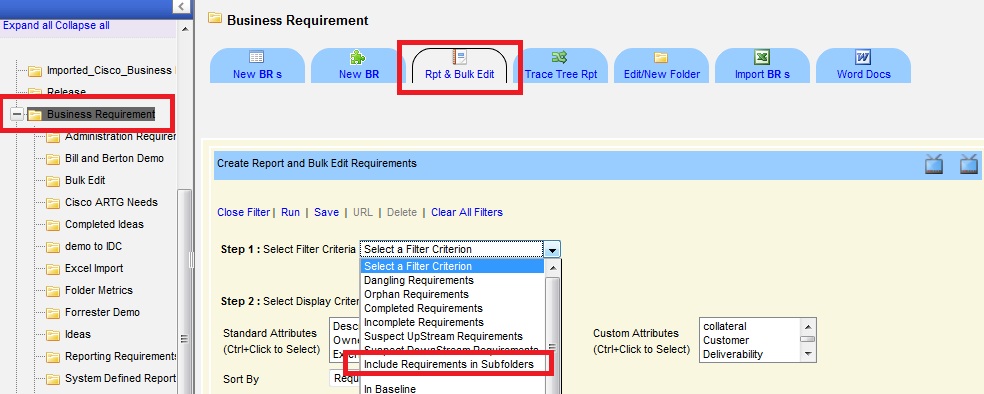 Expand all Collapse all
Imported_Cisco_Business
Release
Business Requirement
Administration Requirer
Bill and Berton Demo
Bulk Edit
Cisco ARTG Needs
Completed Ideas
demo to IDC
Excel Import
Folder Metrics
Forrester Demo
Ideas
Reporting Requirements
System Defined Report
Business Requirement
New BR s
New BR
Rpt & Bulk Edit
Trace Tree Rpt
Edit/New Folder
Import BR s
Word Docs
Create Report and Bulk Edit Requirements
Close Filter | Run | Save | URL | Delete | Clear All Filters
Step 1 : Select Filter Criteria Select a Filter Criterion
Select a Filter Criterion
Dangling Requirements
Orphan Requirements
Completed Requirements
Incomplete Requirements
Suspect UpStream Requirements
Suspect DownStream Requirements
Include Requirements in Subfolders
In Baseline
Step 2 : Select Display Criter
Standard Attributes
(Ctrl+Click to Select)
Desc
Owne
Exce
Custom Attributes
(Ctrl+Click to Select)
collateral
Customer
Deliverability
Sort By
Requ